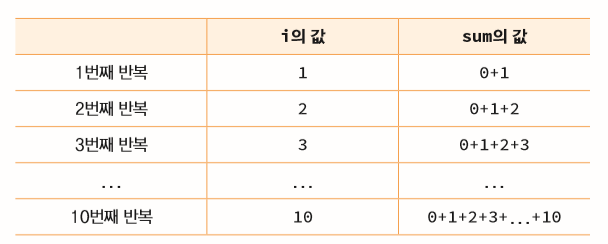 i의 값 sum의 값
1번째 반복 1 0+1
2번째 반복 2 0+1+2
3번째 반복 3 0+1+2+3
... ... ...
10번째 반복 10 0+1+2+3+...+10